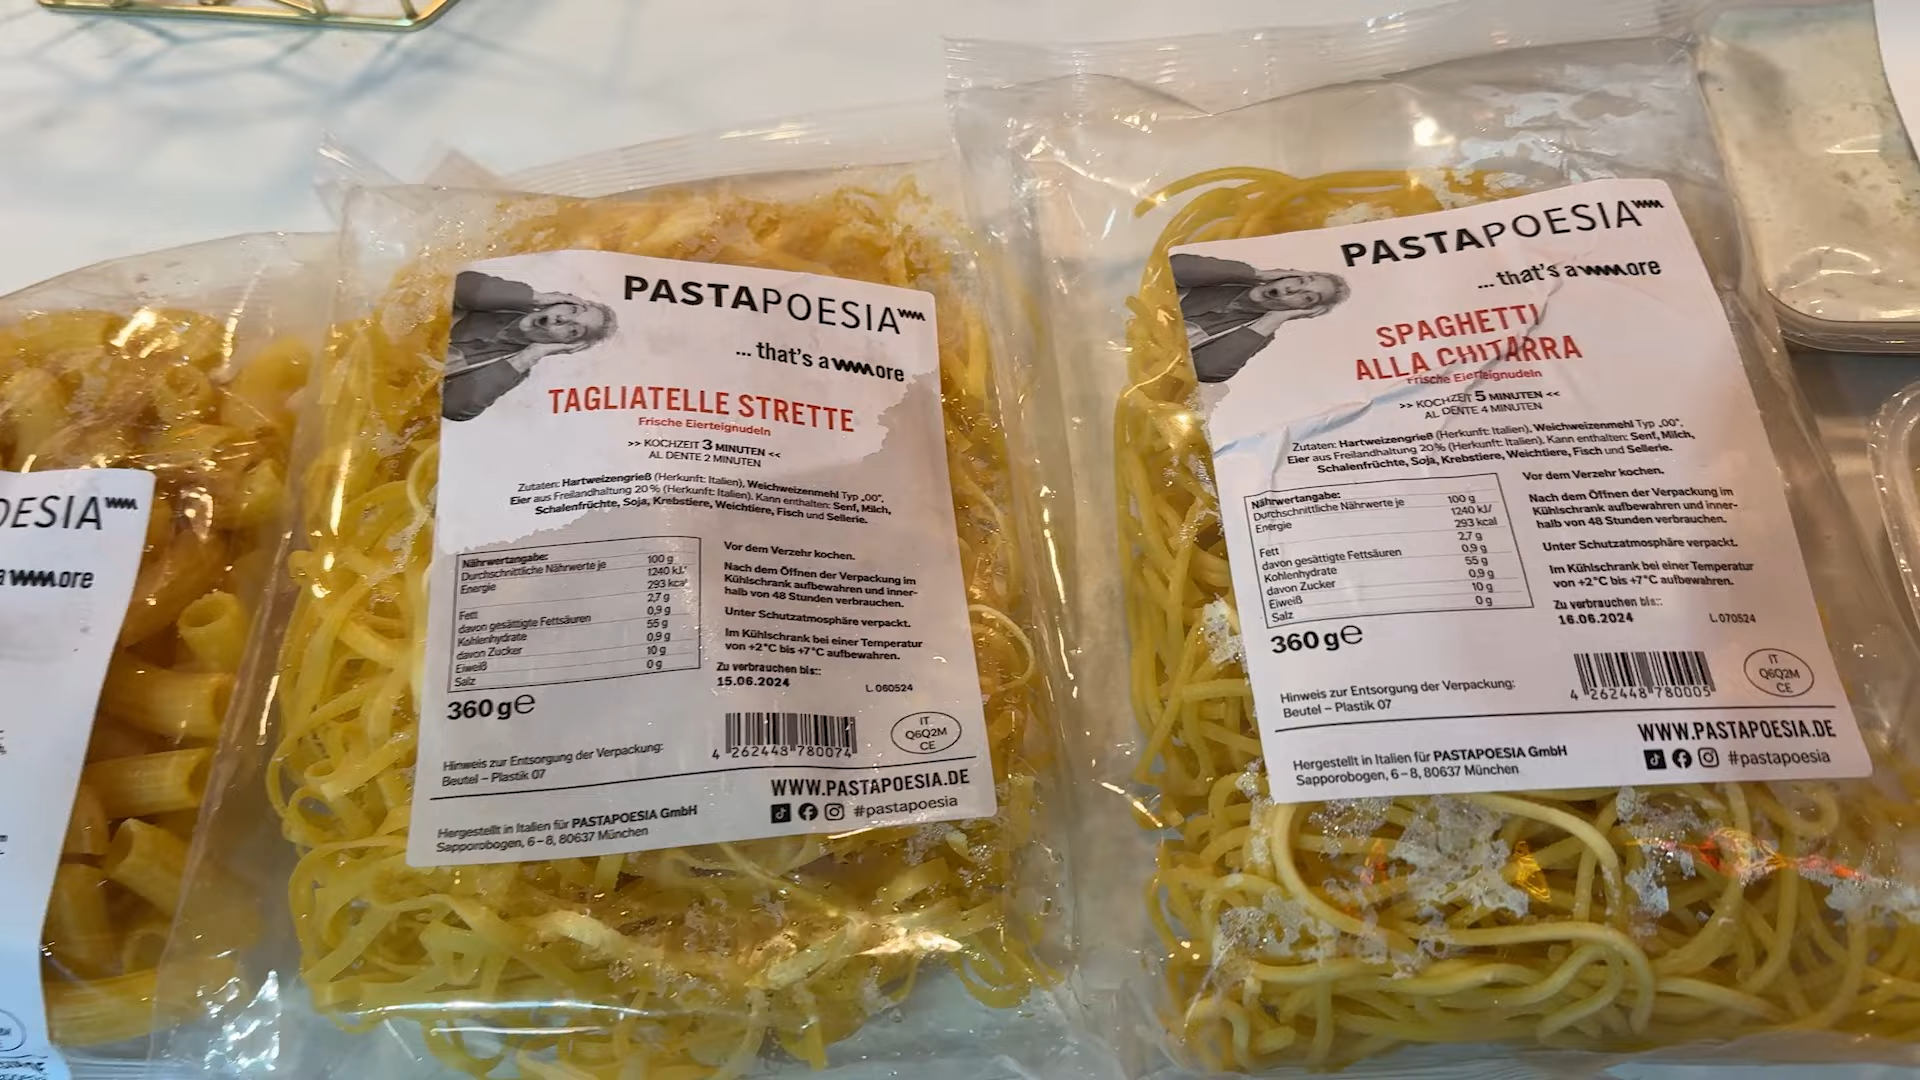 OESIA
ore
PASTAPOESIA
... that's a more
TAGLIATELLE STRETTE
Frische Eierteignudeln
>> KOCHZEIT 3 MINUTEN <<
AL DENTE 2 MINUTEN
Zutaten: Hartweizengrieß (Herkunft: Italien), Weichweizenmehl Typ „00“,
Eier aus Freilandhaltung 20 % (Herkunft: Italien). Kann enthalten: Senf, Milch,
Schalenfrüchte, Soja, Krebstiere, Weichtiere, Fisch und Sellerie.
Nährwertangabe:
Durchschnittliche Nährwerte je 100 g
Energie 1240 kJ/
293 kcal
Fett 2,7 g
davon gesättigte Fettsäuren 0,9 g
Kohlenhydrate 55 g
davon Zucker 0,9 g
Eiweiß 10 g
Salz 0 g
360 g e
Vor dem Verzehr kochen.
Nach dem Öffnen der Verpackung im
Kühlschrank aufbewahren und inner-
halb von 48 Stunden verbrauchen.
Unter Schutzatmosphäre verpackt.
Im Kühlschrank bei einer Temperatur
von +2°C bis +7°C aufbewahren.
Zu verbrauchen bis::
15.06.2024 L.060524
Hinweis zur Entsorgung der Verpackung:
Beutel – Plastik 07
4 262448 780074
IT
Q6Q2M
CE
WWW.PASTAPOESIA.DE
#pastapoesia
Hergestellt in Italien für PASTAPOESIA GmbH
Sapporobogen, 6–8, 80637 München
PASTAPOESIA
... that's a more
SPAGHETTI
ALLA CHITARRA
Frische Eierteignudeln
>> KOCHZEIT 5 MINUTEN <<
AL DENTE 4 MINUTEN
Zutaten: Hartweizengrieß (Herkunft: Italien), Weichweizenmehl Typ „00“,
Eier aus Freilandhaltung 20 % (Herkunft: Italien). Kann enthalten: Senf, Milch,
Schalenfrüchte, Soja, Krebstiere, Weichtiere, Fisch und Sellerie.
Nährwertangabe:
Durchschnittliche Nährwerte je 100 g
Energie 1240 kJ/
293 kcal
Fett 2,7 g
davon gesättigte Fettsäuren 0,9 g
Kohlenhydrate 55 g
davon Zucker 0,9 g
Eiweiß 10 g
Salz 0 g
360 g e
Vor dem Verzehr kochen.
Nach dem Öffnen der Verpackung im
Kühlschrank aufbewahren und inner-
halb von 48 Stunden verbrauchen.
Unter Schutzatmosphäre verpackt.
Im Kühlschrank bei einer Temperatur
von +2°C bis +7°C aufbewahren.
Zu verbrauchen bis::
16.06.2024 L.070524
Hinweis zur Entsorgung der Verpackung:
Beutel – Plastik 07
4 262448 780005
IT
Q6Q2M
CE
WWW.PASTAPOESIA.DE
#pastapoesia
Hergestellt in Italien für PASTAPOESIA GmbH
Sapporobogen, 6–8, 80637 München